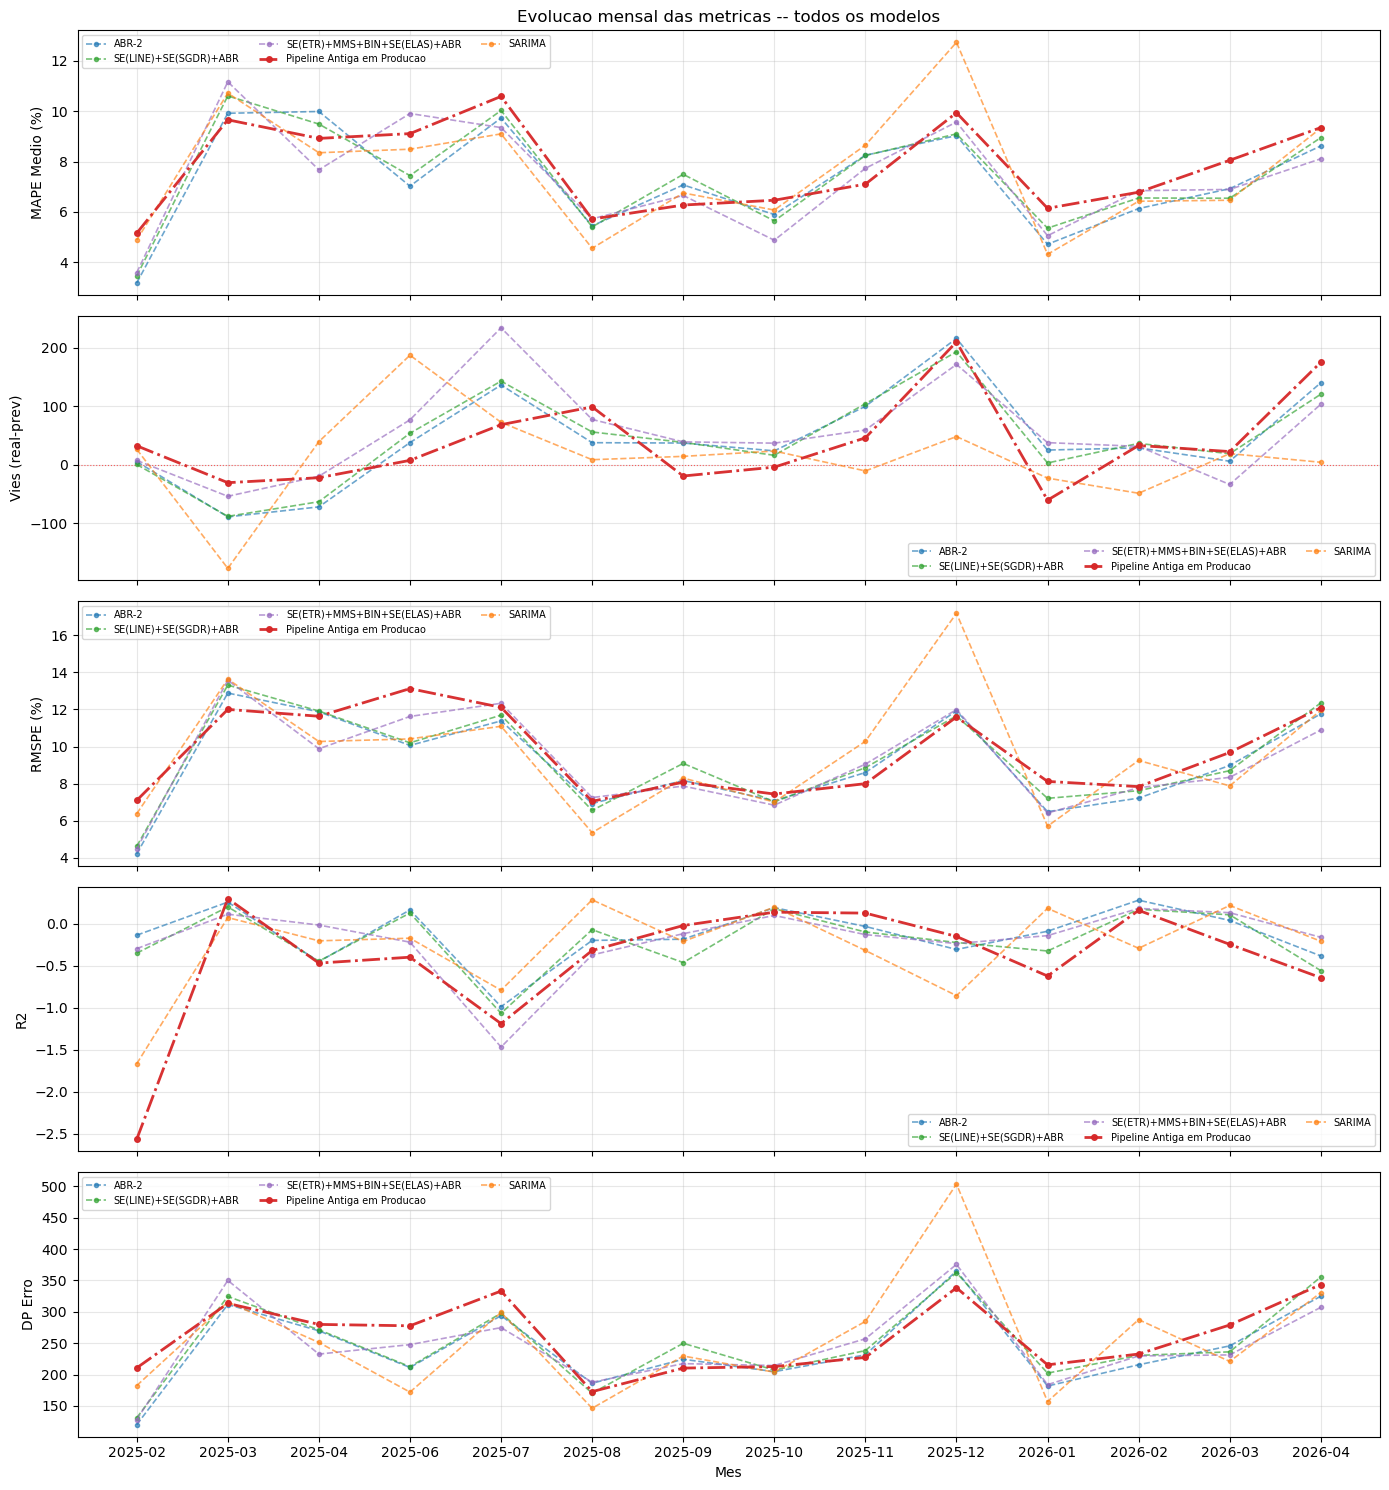 Evolucao mensal das metricas -- todos os modelos
MAPE Medio (%)
12
10
8
6
4
ABR-2
SE(LINE)+SE(SGDR)+ABR
SE(ETR)+MMS+BIN+SE(ELAS)+ABR
Pipeline Antiga em Producao
SARIMA
Vies (real-prev)
200
100
0
−100
ABR-2
SE(LINE)+SE(SGDR)+ABR
SE(ETR)+MMS+BIN+SE(ELAS)+ABR
Pipeline Antiga em Producao
SARIMA
RMSPE (%)
16
14
12
10
8
6
4
ABR-2
SE(LINE)+SE(SGDR)+ABR
SE(ETR)+MMS+BIN+SE(ELAS)+ABR
Pipeline Antiga em Producao
SARIMA
R2
0.0
−0.5
−1.0
−1.5
−2.0
−2.5
ABR-2
SE(LINE)+SE(SGDR)+ABR
SE(ETR)+MMS+BIN+SE(ELAS)+ABR
Pipeline Antiga em Producao
SARIMA
DP Erro
500
450
400
350
300
250
200
150
ABR-2
SE(LINE)+SE(SGDR)+ABR
SE(ETR)+MMS+BIN+SE(ELAS)+ABR
Pipeline Antiga em Producao
SARIMA
2025-02 2025-03 2025-04 2025-06 2025-07 2025-08 2025-09 2025-10 2025-11 2025-12 2026-01 2026-02 2026-03 2026-04
Mes